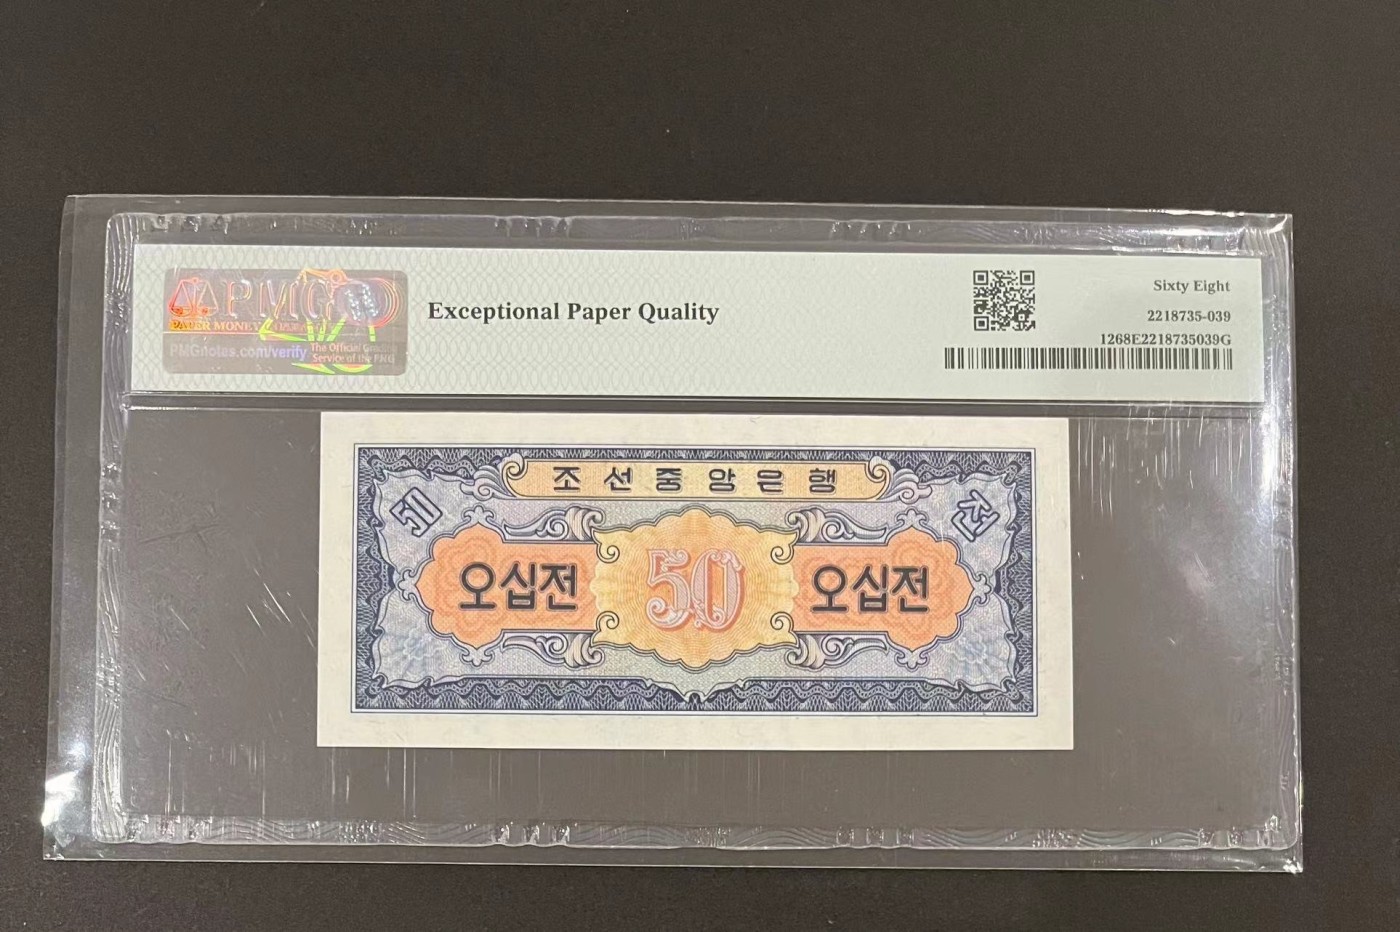 PMG
PAPER MONEY
PMGnotes.com/verify
The Official Grading
Service of the PNG
Exceptional Paper Quality
Sixty Eight
2218735-039
1268E2218735039G
조선중앙은행
50
전
오십전
50
오십전